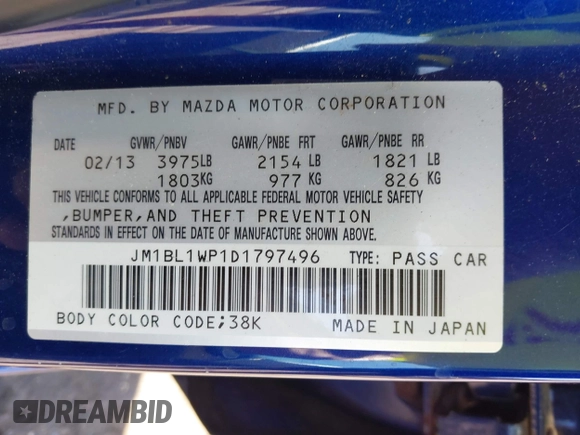 MFD. BY MAZDA MOTOR CORPORATION
DATE GVWR/PNBV GAWR/PNBE FRT GAWR/PNBE RR
02/13 3975LB 2154 LB 1821 LB
1803KG 977 KG 826 KG
THIS VEHICLE CONFORMS TO ALL APPLICABLE FEDERAL MOTOR VEHICLE SAFETY
,BUMPER,AND THEFT PREVENTION
STANDARDS IN EFFECT ON THE DATE OF MANUFACTURE SHOWN ABOVE.
JM1BL1WP1D1797496 TYPE: PASS CAR
BODY COLOR CODE;38K MADE IN JAPAN
DREAMBID